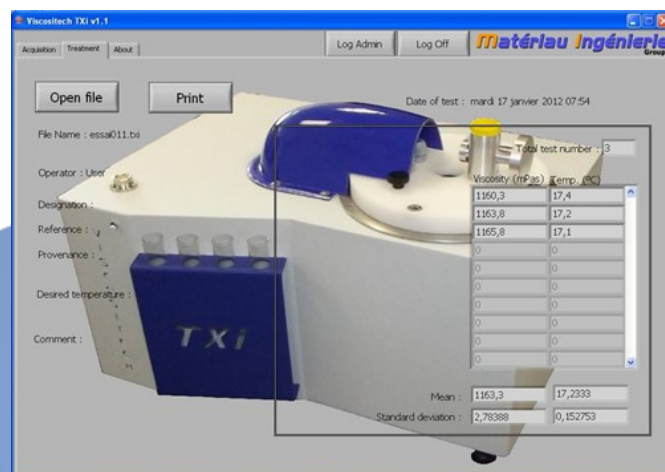 Viscositech TXi v1.1
Acquisition Treatment About
Log Admin Log Off
Matériau Ingénierie
Group
Open file Print
Date of test : mardi 17 janvier 2012 07:54
File Name : essai011.txi
Total test number : 3
Operator : User
Viscosity (mPas) Temp. (°C)
1160,3 17,4
1163,8 17,2
1165,8 17,1
0 0
0 0
0 0
0 0
0 0
0 0
0 0
Designation :
Reference :
Provenance :
Desired temperature :
Comment :
TXi
Mean : 1163,3 17,2333
Standard deviation : 2,78388 0,152753